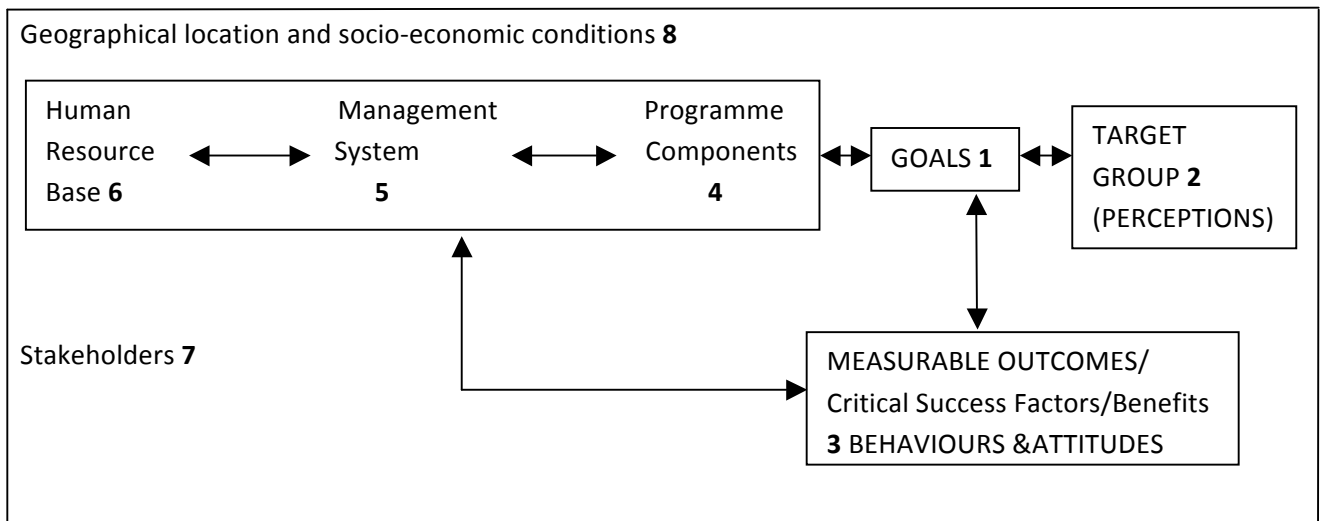 Geographical location and socio-economic conditions 8
Human
Resource
Base 6
Management
System
5
Programme
Components
4
GOALS 1
TARGET
GROUP 2
(PERCEPTIONS)
Stakeholders 7
MEASURABLE OUTCOMES/
Critical Success Factors/Benefits
3 BEHAVIOURS &ATTITUDES